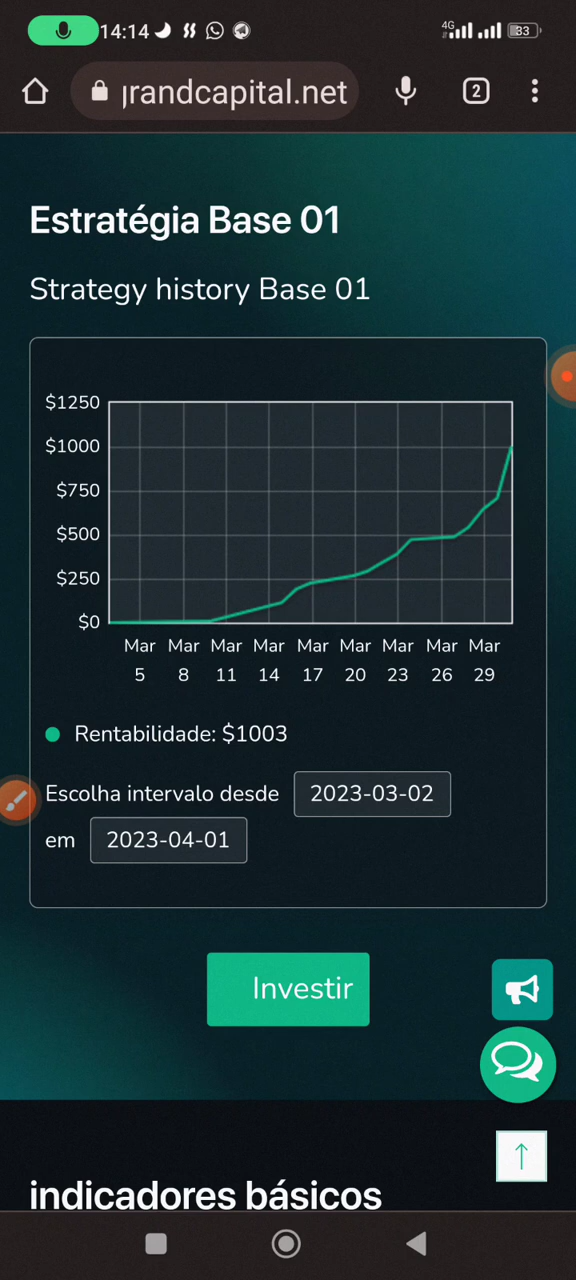 14:14
4G
33
grandcapital.net
2
Estratégia Base 01
Strategy history Base 01
$1250
$1000
$750
$500
$250
$0
Mar Mar Mar Mar Mar Mar Mar Mar Mar
5 8 11 14 17 20 23 26 29
Rentabilidade: $1003
Escolha intervalo desde 2023-03-02
em 2023-04-01
Investir
indicadores básicos